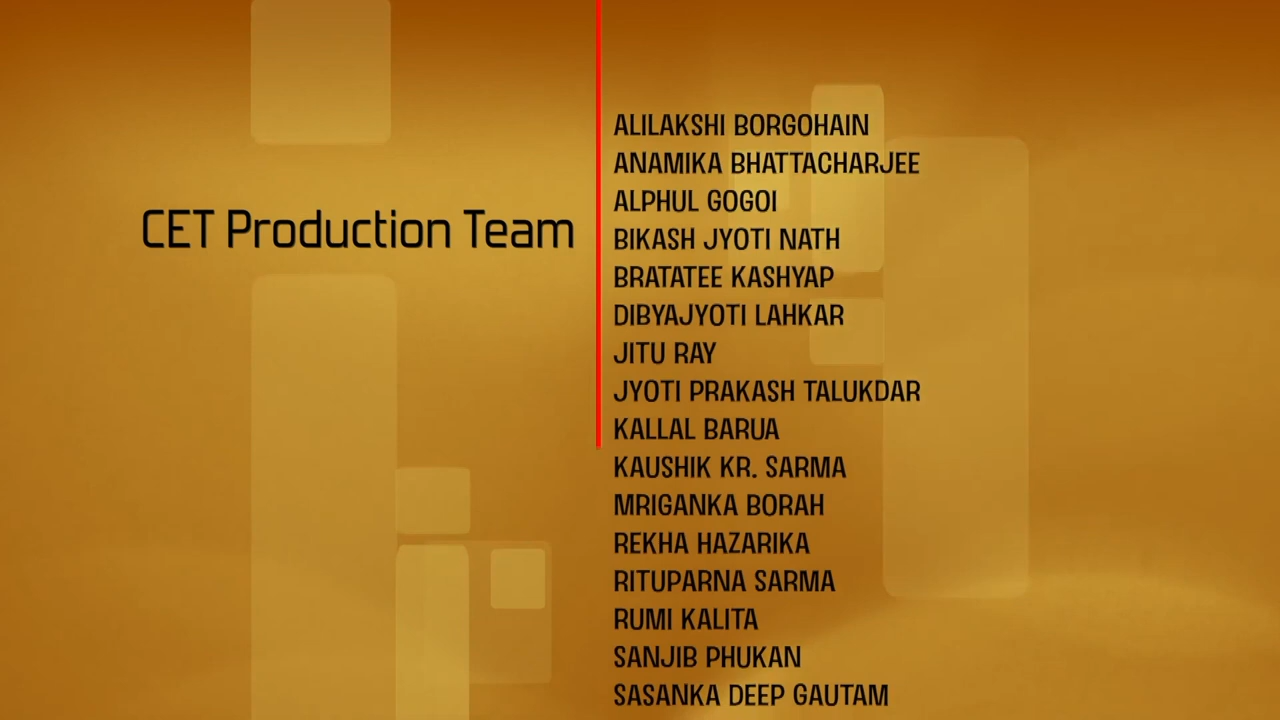 CET Production Team
ALILAKSHI BORGOHAIN
ANAMIKA BHATTACHARJEE
ALPHUL GOGOI
BIKASH JYOTI NATH
BRATATEE KASHYAP
DIBYAJYOTI LAHKAR
JITU RAY
JYOTI PRAKASH TALUKDAR
KALLAL BARUA
KAUSHIK KR. SARMA
MRIGANKA BORAH
REKHA HAZARIKA
RITUPARNA SARMA
RUMI KALITA
SANJIB PHUKAN
SASANKA DEEP GAUTAM